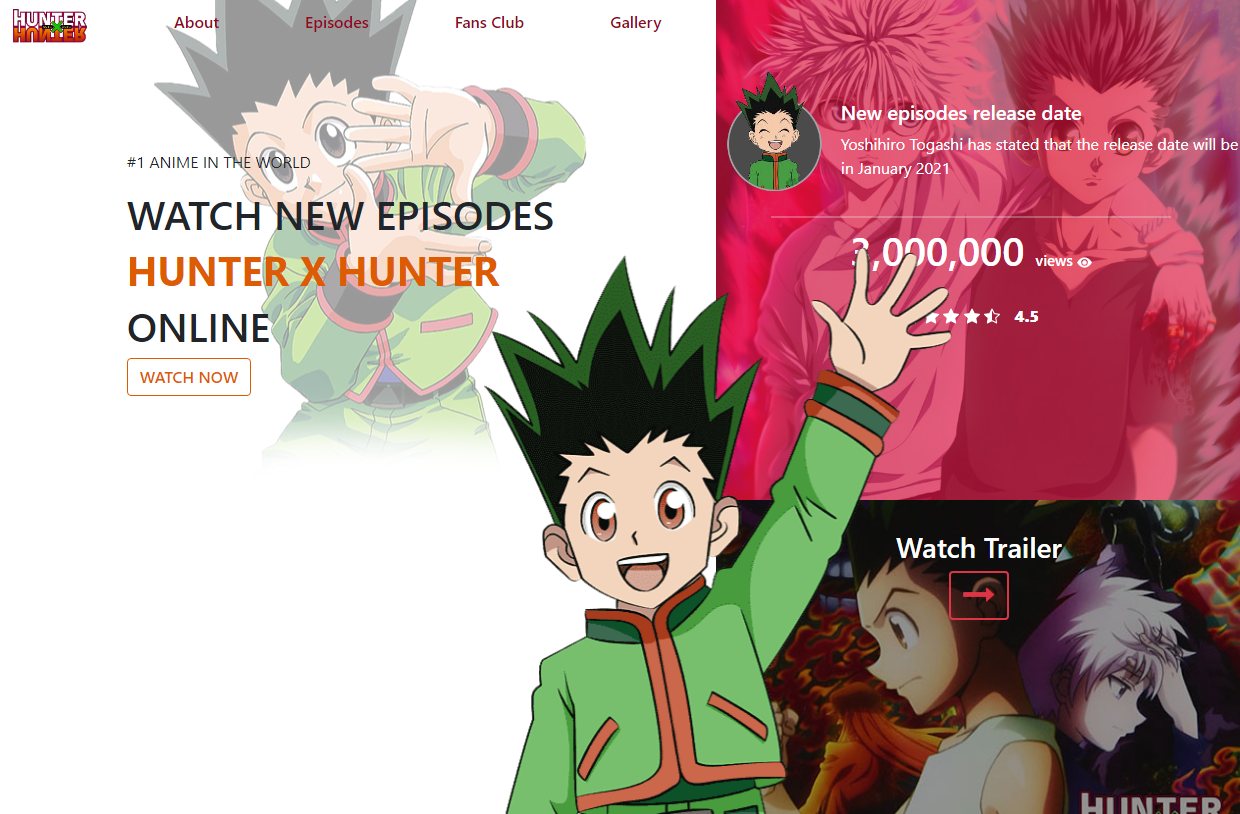 HUNTER
HUNTER
About
Episodes
Fans Club
Gallery
#1 ANIME IN THE WORLD
WATCH NEW EPISODES
HUNTER X HUNTER
ONLINE
WATCH NOW
New episodes release date
Yoshihiro Togashi has stated that the release date will be
in January 2021
3,000,000 views
4.5
Watch Trailer
HUNTER